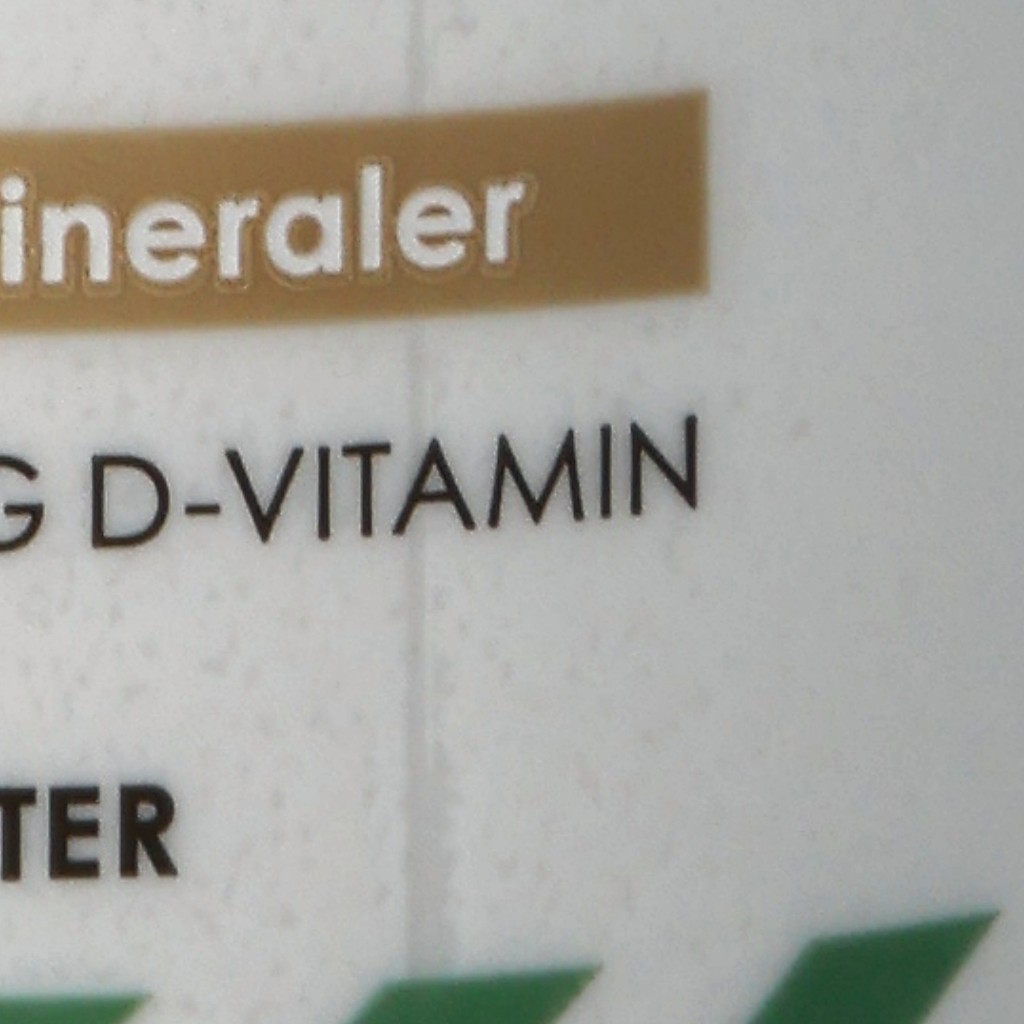 ineraler
G D-VITAMIN
TER